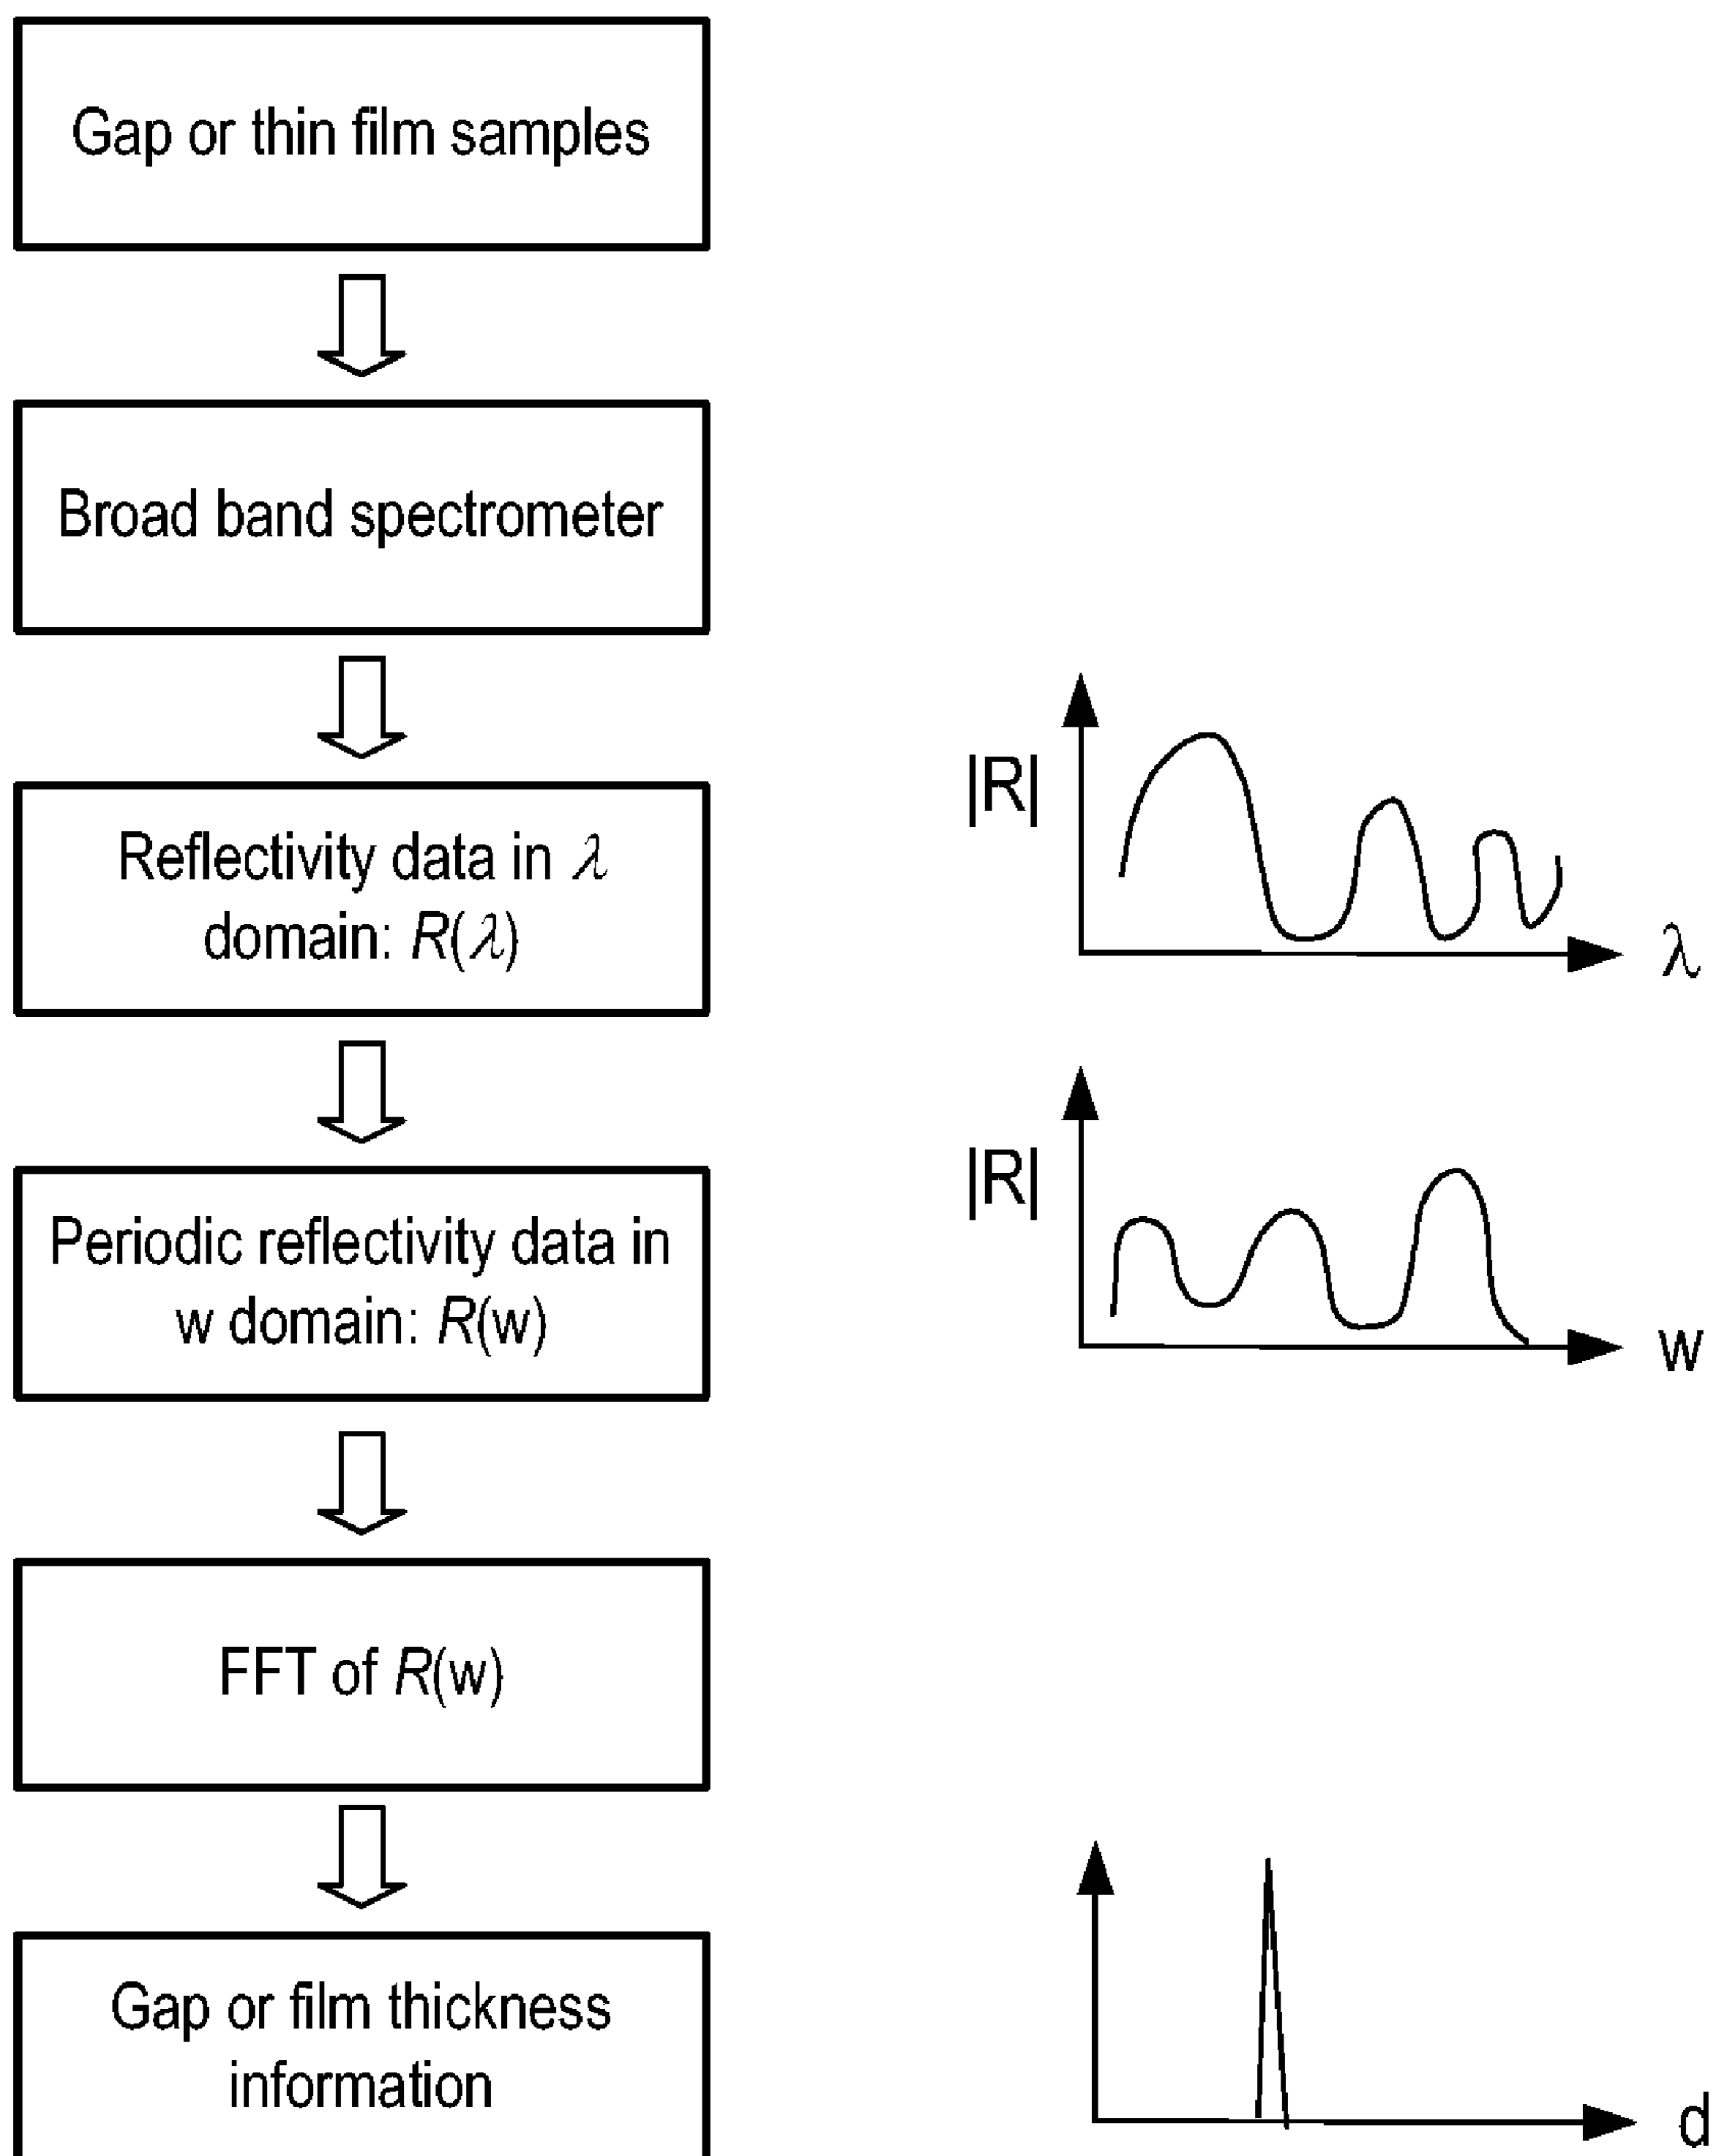 Gap or thin film samples
Broad band spectrometer
Reflectivity data in λ
domain: R(λ)
|R|
λ
Periodic reflectivity data in
w domain: R(w)
|R|
w
FFT of R(w)
Gap or film thickness
information
d